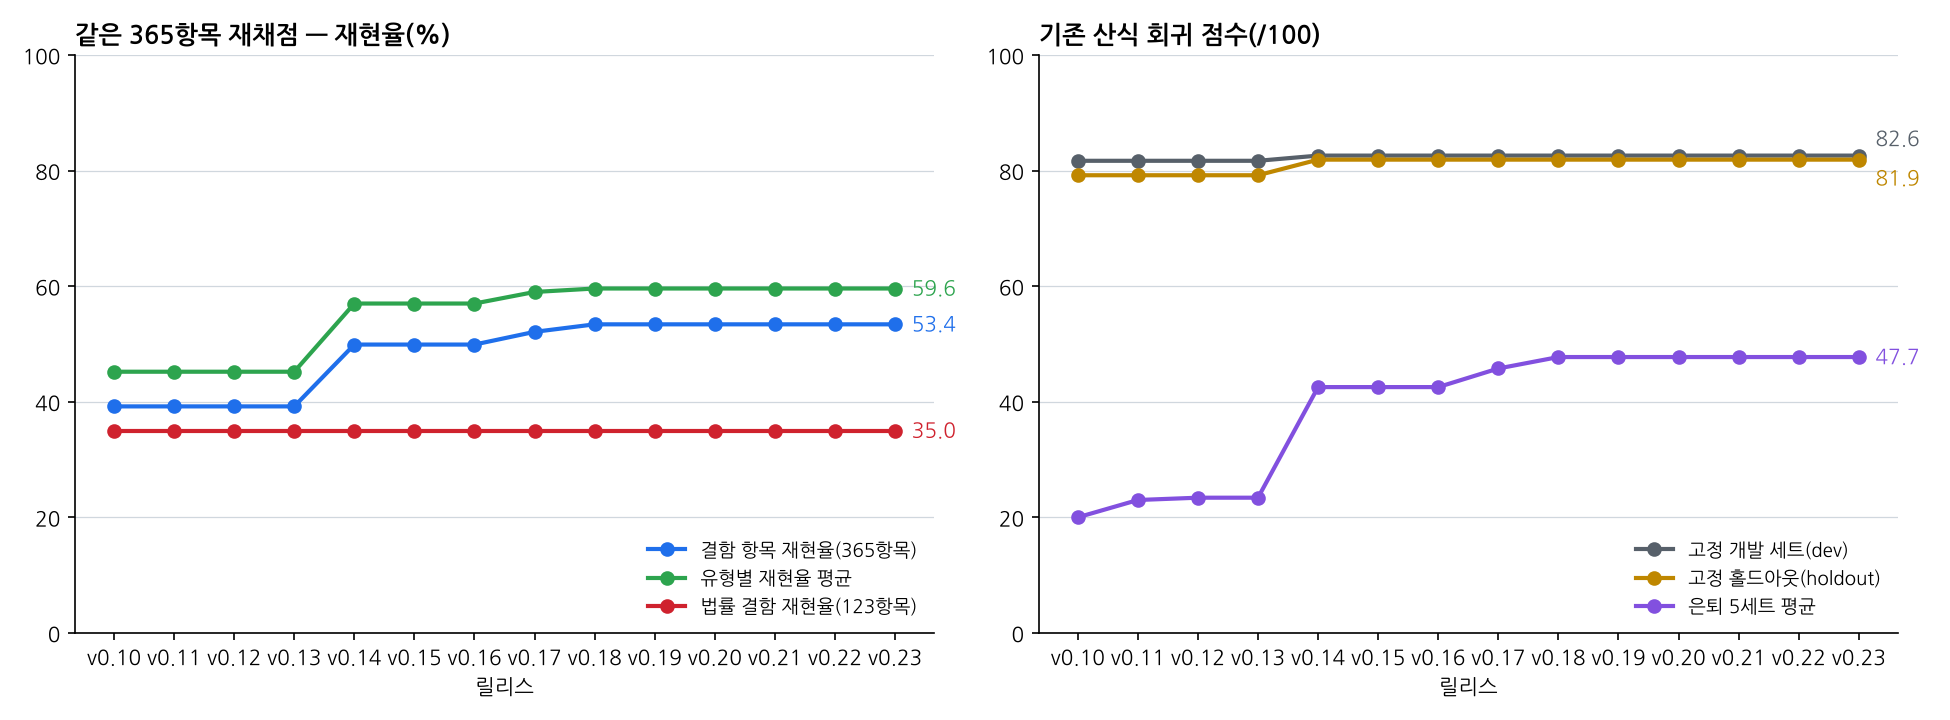 같은 365항목 재채점 — 재현율(%)
100
80
60
40
20
0
59.6
53.4
35.0
결함 항목 재현율(365항목)
유형별 재현율 평균
법률 결함 재현율(123항목)
v0.10 v0.11 v0.12 v0.13 v0.14 v0.15 v0.16 v0.17 v0.18 v0.19 v0.20 v0.21 v0.22 v0.23
릴리스
기존 산식 회귀 점수(/100)
100
80
60
40
20
0
82.6
81.9
47.7
고정 개발 세트(dev)
고정 홀드아웃(holdout)
은퇴 5세트 평균
v0.10 v0.11 v0.12 v0.13 v0.14 v0.15 v0.16 v0.17 v0.18 v0.19 v0.20 v0.21 v0.22 v0.23
릴리스